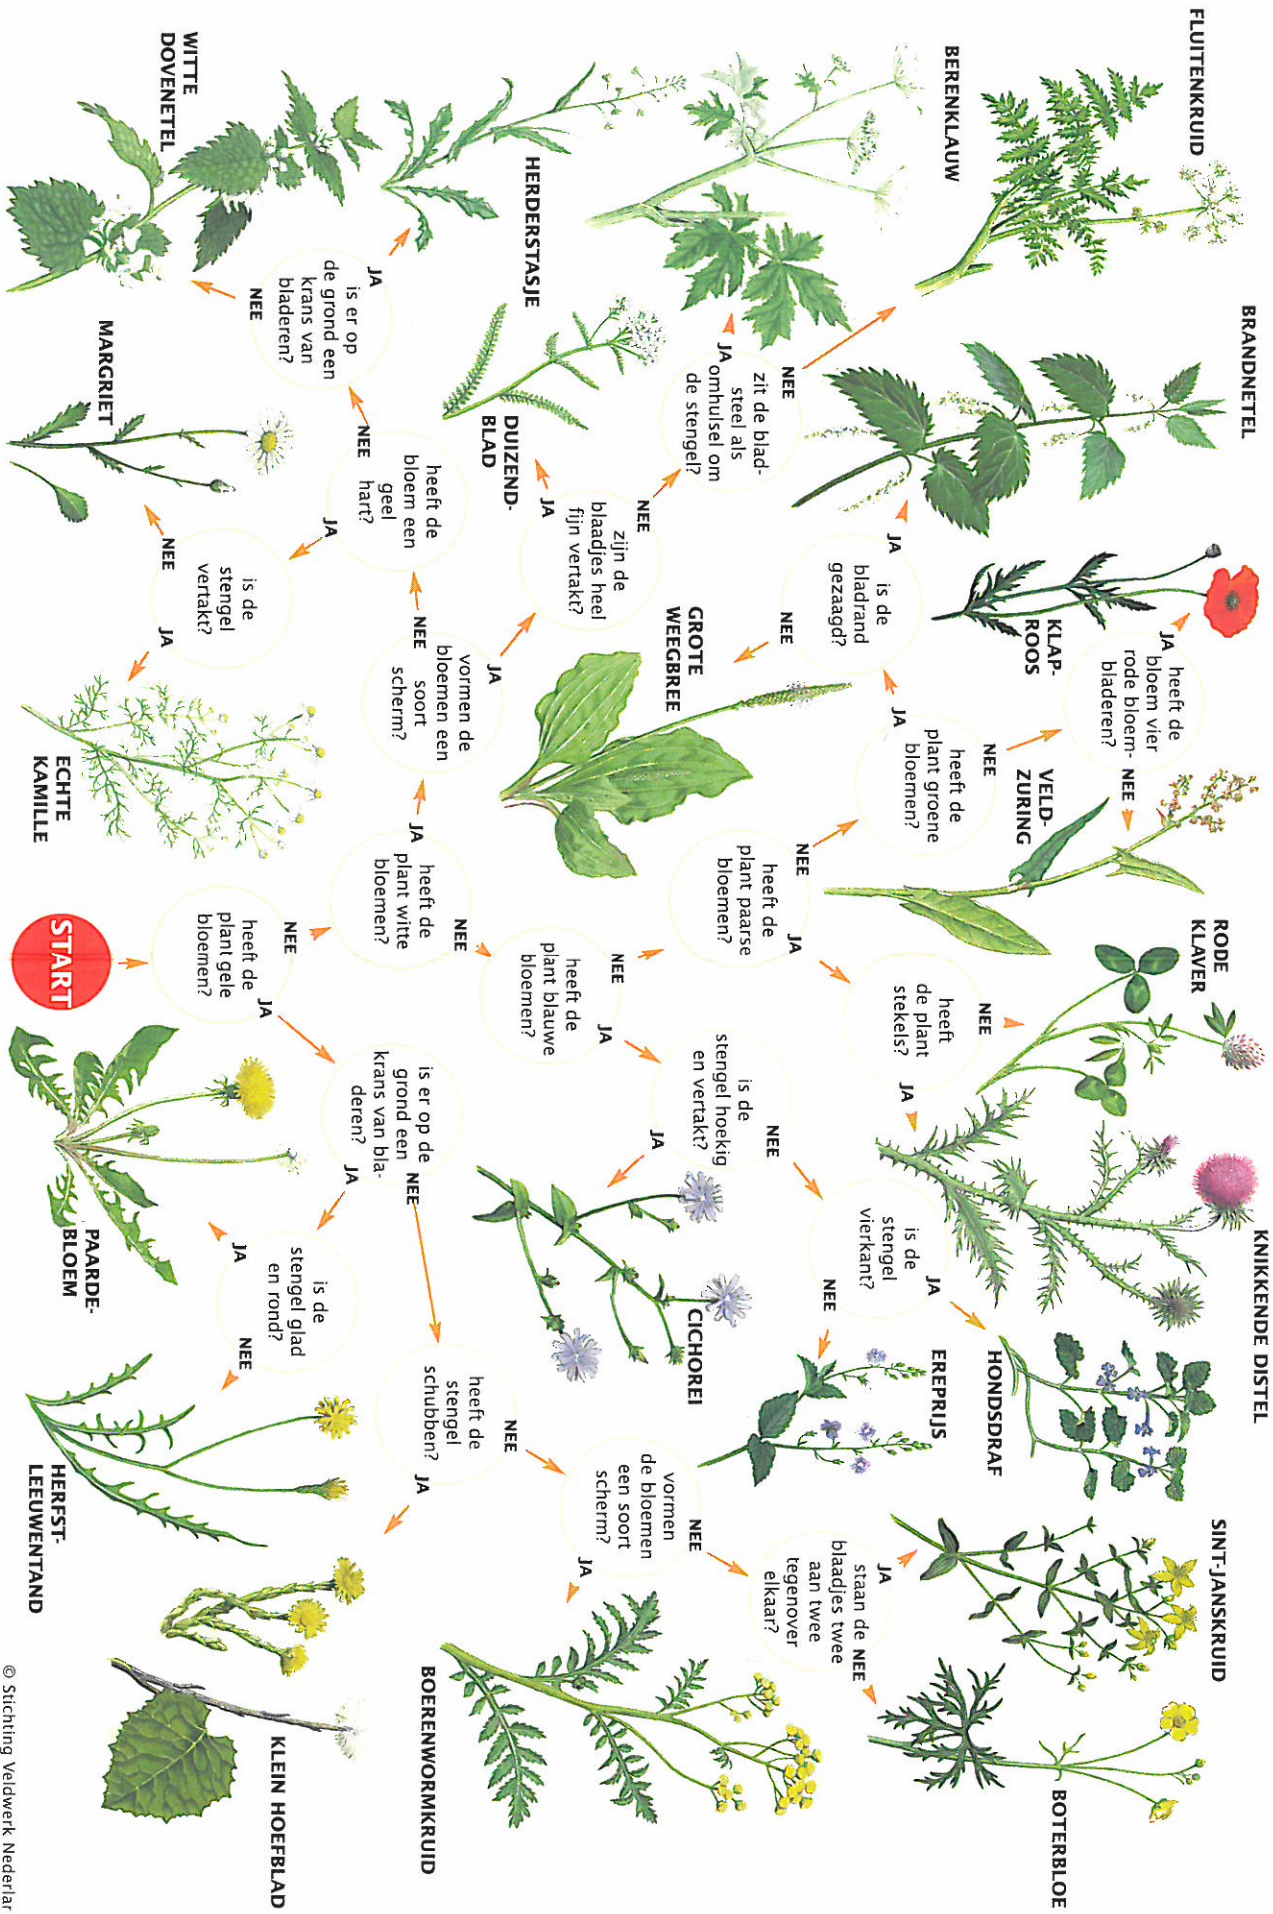 FLUITENKRUID
BRANDNETEL
RODE
KLAVER
KNIKKENDE DISTEL
SINT-JANSKRUID
BERENKLAUW
KLAP-
ROOS
heeft de
bloem vier
rode bloem-
bladeren?
JA
NEE
VELD-
ZURING
HONDSDRAF
BOTERBLOE
EREPRIJS
heeft de
plant groene
bloemen?
JA
NEE
heeft
de plant
stekels?
NEE
JA
is de
stengel
vierkant?
JA
NEE
is de
bladrand
gezaagd?
JA
NEE
staan de
blaadjes twee
aan twee
tegenover
elkaar?
JA
NEE
zit de blad-
steel als
omhulsel om
de stengel?
NEE
JA
heeft de
plant paarse
bloemen?
NEE
JA
is de
stengel hoekig
en vertakt?
NEE
JA
GROTE
WEEGBREE
CICHOREI
vormen
de bloemen
een soort
scherm?
NEE
JA
zijn de
blaadjes heel
fijn vertakt?
NEE
JA
heeft de
plant blauwe
bloemen?
NEE
JA
HERDERSTASJE
DUIZEND-
BLAD
vormen de
bloemen een
soort
scherm?
JA
NEE
heeft de
stengel
schubben?
NEE
JA
BOERENWORMKRUID
heeft de
bloem een
geel
hart?
NEE
JA
heeft de
plant witte
bloemen?
JA
NEE
is er op de
grond een
krans van bla-
deren?
NEE
JA
is er op
de grond een
krans van
bladeren?
JA
NEE
is de
stengel glad
en rond?
JA
NEE
KLEIN HOEFBLAD
WITTE
DOVENETEL
is de
stengel
vertakt?
NEE
JA
heeft de
plant gele
bloemen?
NEE
JA
MARGRIET
ECHTE
KAMILLE
START
PAARDE-
BLOEM
HERFST-
LEEUWENTAND
© Stichting Veldwerk Nederlan